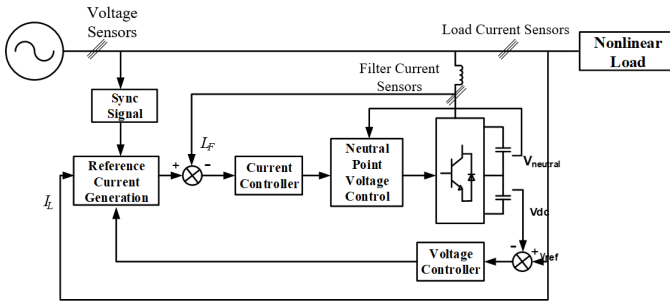 Voltage
Sensors
Load Current Sensors
Nonlinear
Load
Filter Current
Sensors
Sync
Signal
I_F
Reference
Current
Generation
+
-
Current
Controller
Neutral
Point
Voltage
Control
V_neutral
I_L
Vdc
Voltage
Controller
-
+
Vref